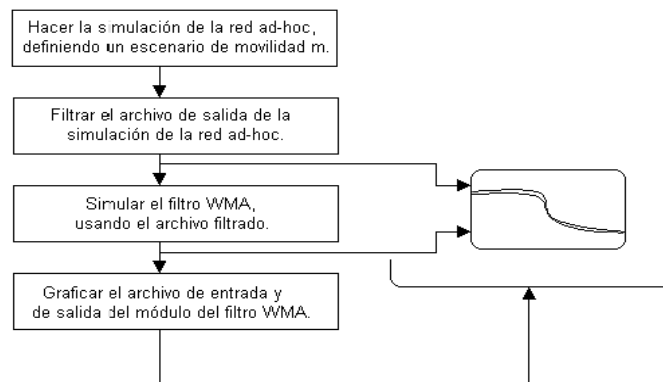 Hacer la simulación de la red ad-hoc,
definiendo un escenario de movilidad m.
Filtrar el archivo de salida de la
simulación de la red ad-hoc.
Simular el filtro WMA,
usando el archivo filtrado.
Graficar el archivo de entrada y
de salida del módulo del filtro WMA.